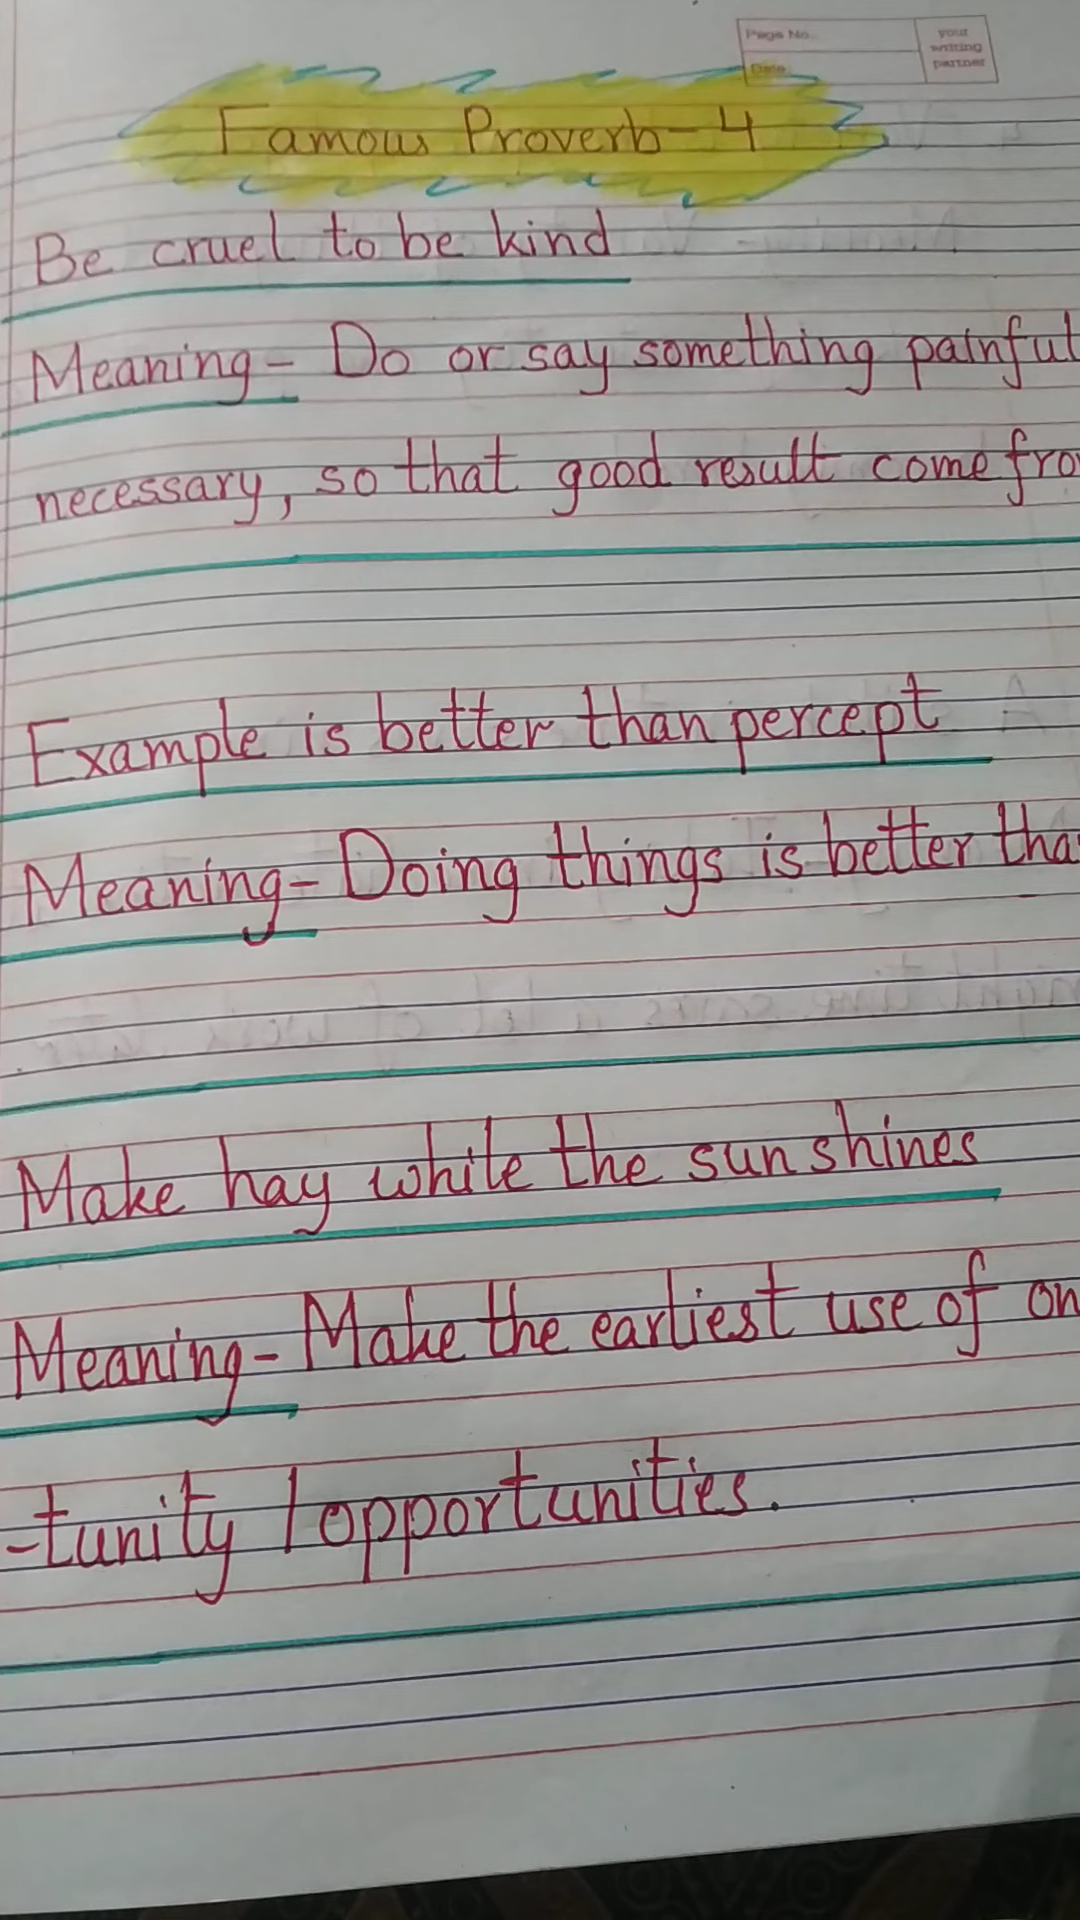 Page No.
Date
your
writing
partner
Famous Proverb-4
Be cruel to be kind
Meaning- Do or say something painful
necessary, so that good result come fro
Example is better than percept
Meaning- Doing things is better tha
Make hay while the sun shines
Meaning- Make the earliest use of
-tunity / opportunities.